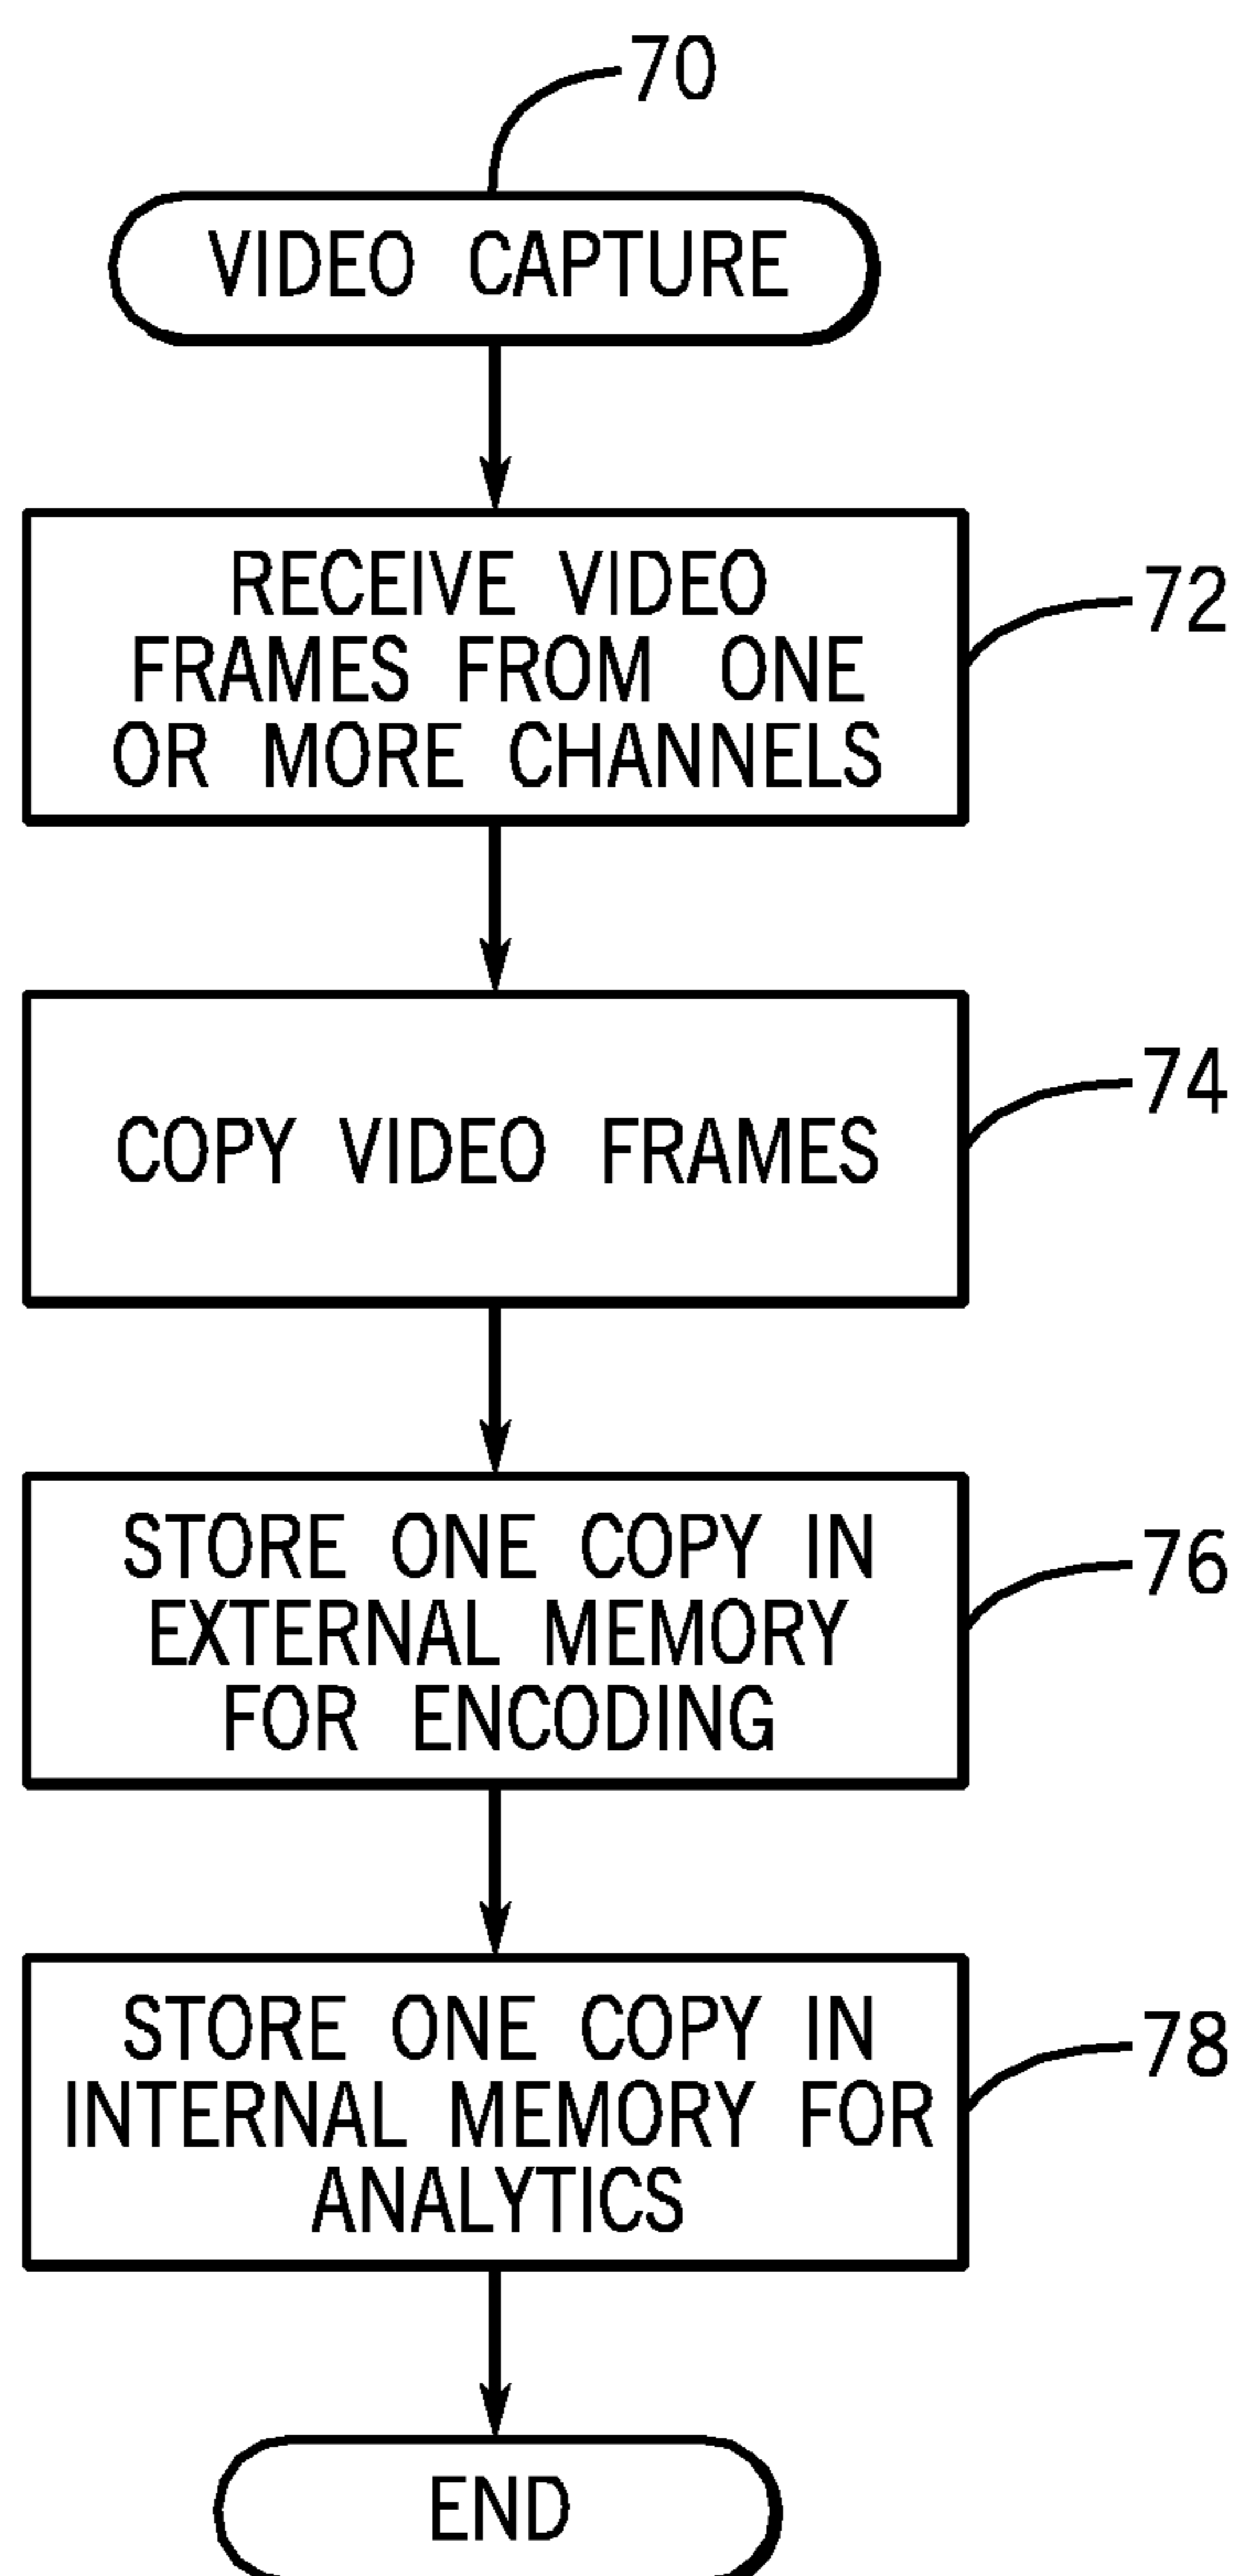 70
VIDEO CAPTURE
RECEIVE VIDEO
FRAMES FROM ONE
OR MORE CHANNELS
72
COPY VIDEO FRAMES
74
STORE ONE COPY IN
EXTERNAL MEMORY
FOR ENCODING
76
STORE ONE COPY IN
INTERNAL MEMORY FOR
ANALYTICS
78
END